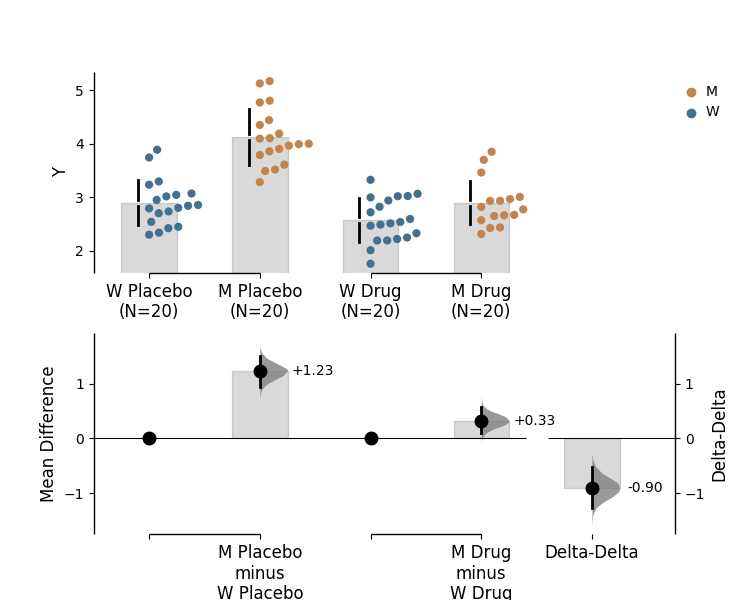 5
4
3
2
Y
M
W
W Placebo
(N=20)
M Placebo
(N=20)
W Drug
(N=20)
M Drug
(N=20)
Mean Difference
1
0
−1
+1.23
+0.33
-0.90
1
0
−1
Delta-Delta
M Placebo
minus
W Placebo
M Drug
minus
W Drug
Delta-Delta